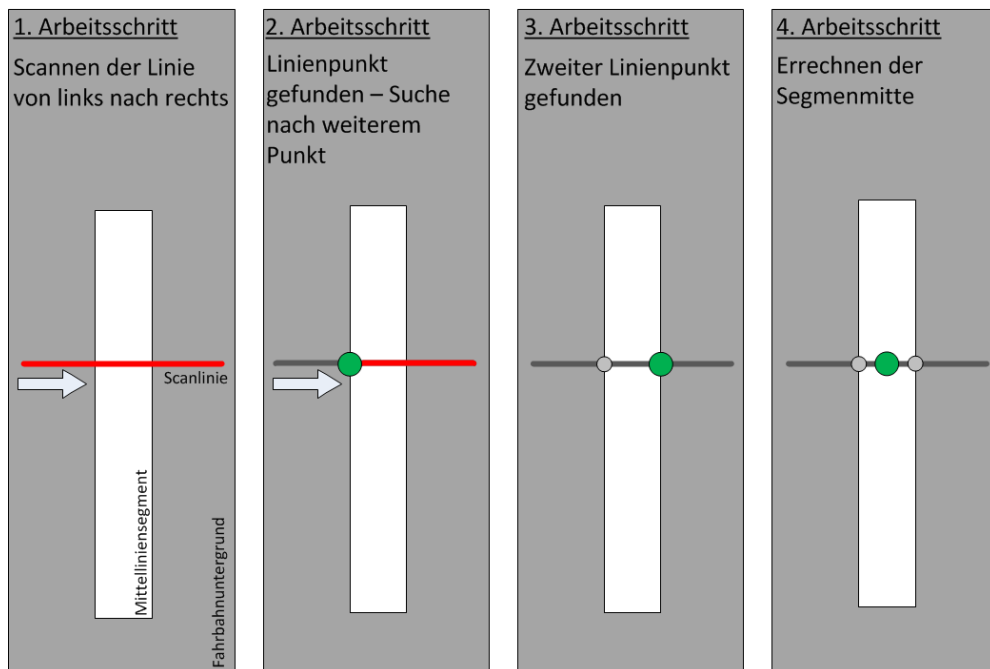 1. Arbeitsschritt
Scannen der Linie
von links nach rechts
Scanlinie
Mittelliniensegment
Fahrbahnuntergrund
2. Arbeitsschritt
Linienpunkt
gefunden – Suche
nach weiterem
Punkt
3. Arbeitsschritt
Zweiter Linienpunkt
gefunden
4. Arbeitsschritt
Errechnen der
Segmenmitte